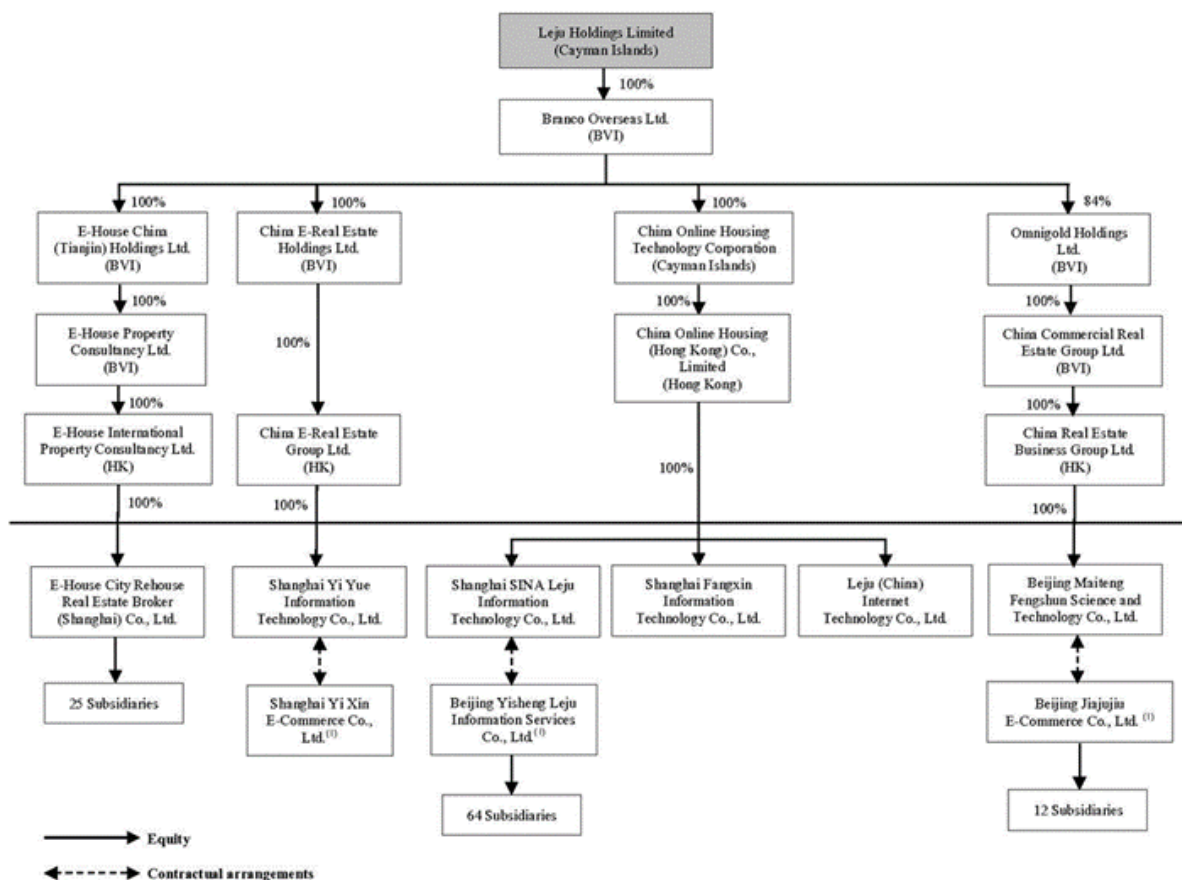 Leju Holdings Limited
(Cayman Islands)
100%
Branco Overseas Ltd.
(BVI)
100%
100%
100%
84%
E-House China
(Tianjin) Holdings Ltd.
(BVI)
China E-Real Estate
Holdings Ltd.
(BVI)
China Online Housing
Technology Corporation
(Cayman Islands)
Omnigold Holdings
Ltd.
(BVI)
100%
100%
100%
E-House Property
Consultancy Ltd.
(BVI)
100%
China Online Housing
(Hong Kong) Co.,
Limited
(Hong Kong)
China Commercial Real
Estate Group Ltd.
(BVI)
100%
100%
E-House International
Property Consultancy Ltd.
(HK)
China E-Real Estate
Group Ltd.
(HK)
100%
China Real Estate
Business Group Ltd.
(HK)
100%
100%
100%
E-House City Rehouse
Real Estate Broker
(Shanghai) Co., Ltd.
Shanghai Yi Yue
Information
Technology Co., Ltd.
Shanghai SINA Leju
Information
Technology Co., Ltd.
Shanghai Fangxin
Information
Technology Co., Ltd.
Leju (China)
Internet
Technology Co., Ltd.
Beijing Maiteng
Fengshun Science and
Technology Co., Ltd.
25 Subsidiaries
Shanghai Yi Xin
E-Commerce Co.,
Ltd.(1)
Beijing Yisheng Leju
Information Services
Co., Ltd.(1)
Beijing Jiajujiu
E-Commerce Co., Ltd. (1)
64 Subsidiaries
12 Subsidiaries
Equity
Contractual arrangements